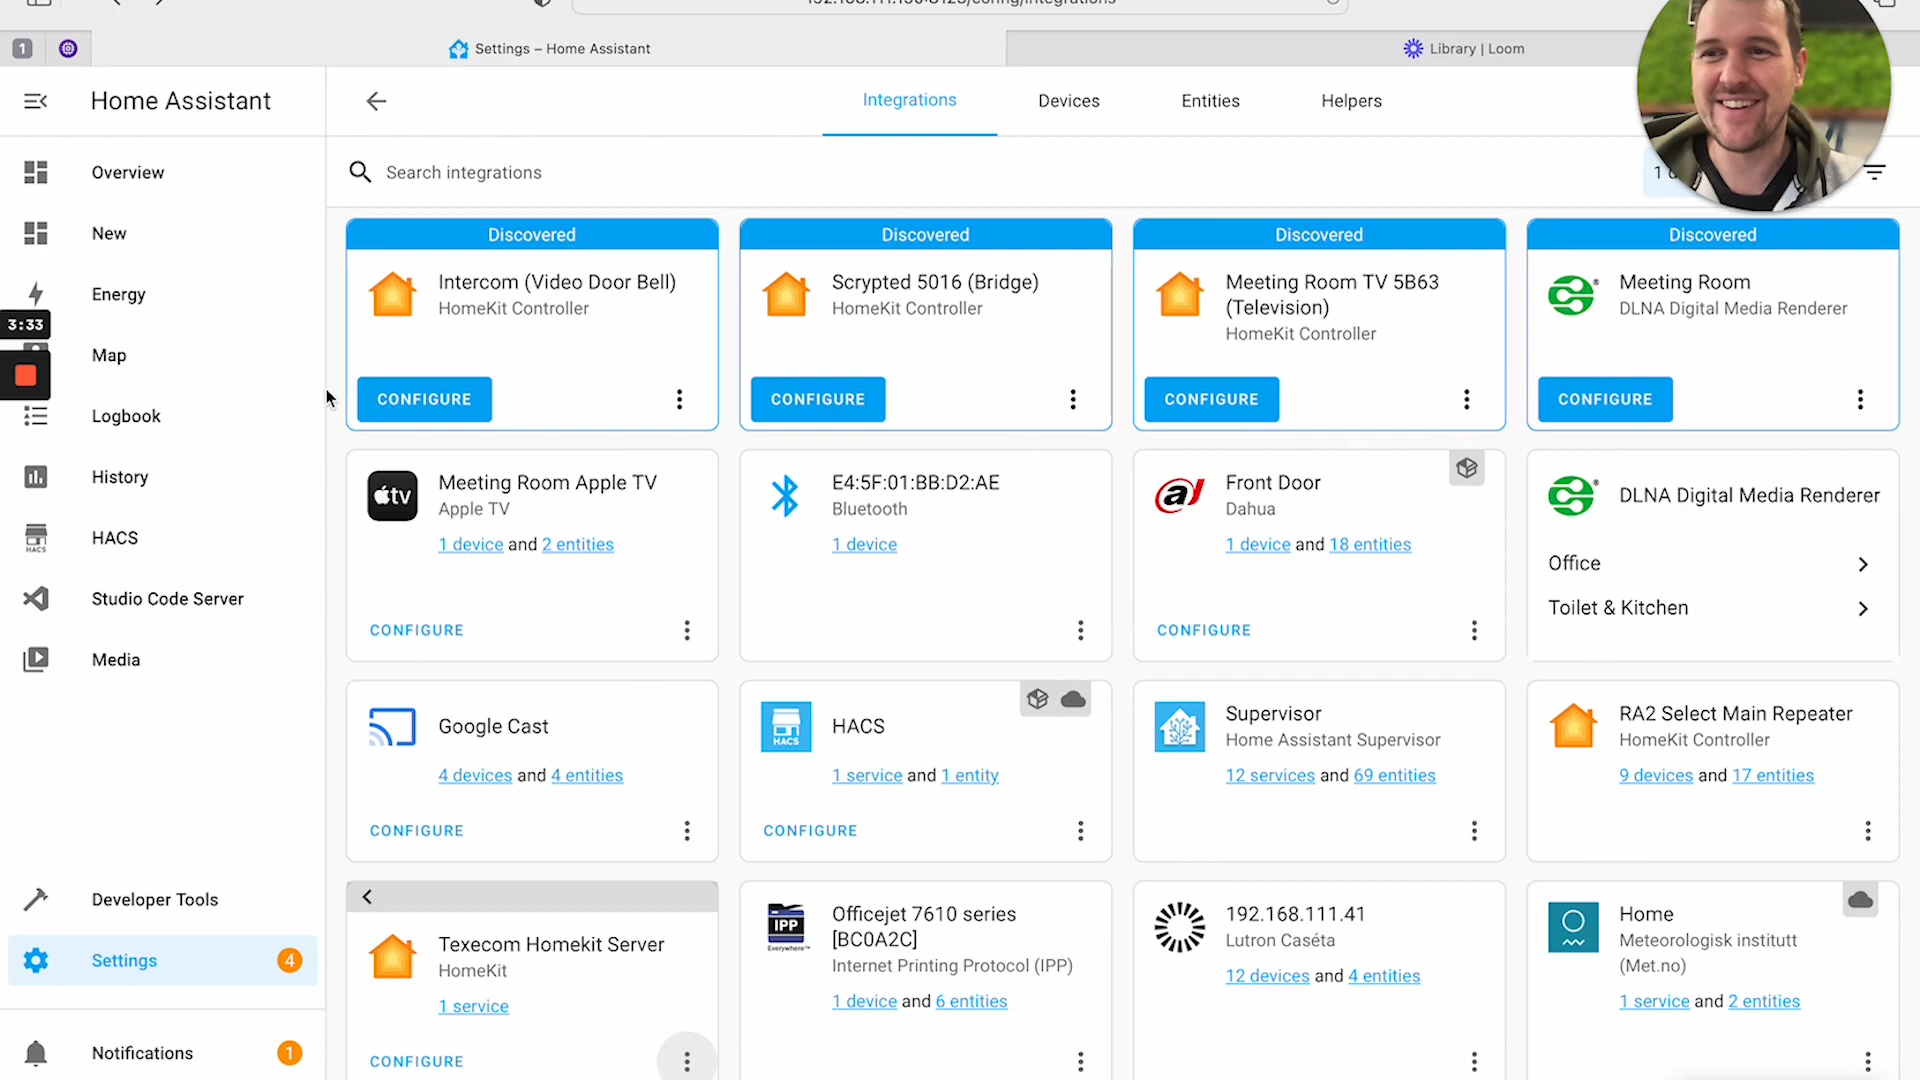 1
Settings – Home Assistant
Library | Loom
Home Assistant
Integrations
Devices
Entities
Helpers
Search integrations
1
Overview
New
Energy
3:33
Map
Logbook
History
HACS
HACS
Studio Code Server
Media
Developer Tools
Settings
4
Notifications
1
Discovered
Intercom (Video Door Bell)
HomeKit Controller
CONFIGURE
Discovered
Scrypted 5016 (Bridge)
HomeKit Controller
CONFIGURE
Discovered
Meeting Room TV 5B63
(Television)
HomeKit Controller
CONFIGURE
Discovered
Meeting Room
DLNA Digital Media Renderer
CONFIGURE
tv
Meeting Room Apple TV
Apple TV
1 device and 2 entities
CONFIGURE
E4:5F:01:BB:D2:AE
Bluetooth
1 device
Front Door
Dahua
1 device and 18 entities
CONFIGURE
DLNA Digital Media Renderer
Office
Toilet & Kitchen
Google Cast
4 devices and 4 entities
CONFIGURE
HACS
HACS
1 service and 1 entity
CONFIGURE
Supervisor
Home Assistant Supervisor
12 services and 69 entities
RA2 Select Main Repeater
HomeKit Controller
9 devices and 17 entities
Texecom Homekit Server
HomeKit
1 service
CONFIGURE
IPP
Everywhere™
Officejet 7610 series
[BC0A2C]
Internet Printing Protocol (IPP)
1 device and 6 entities
192.168.111.41
Lutron Caséta
12 devices and 4 entities
Home
Meteorologisk institutt
(Met.no)
1 service and 2 entities